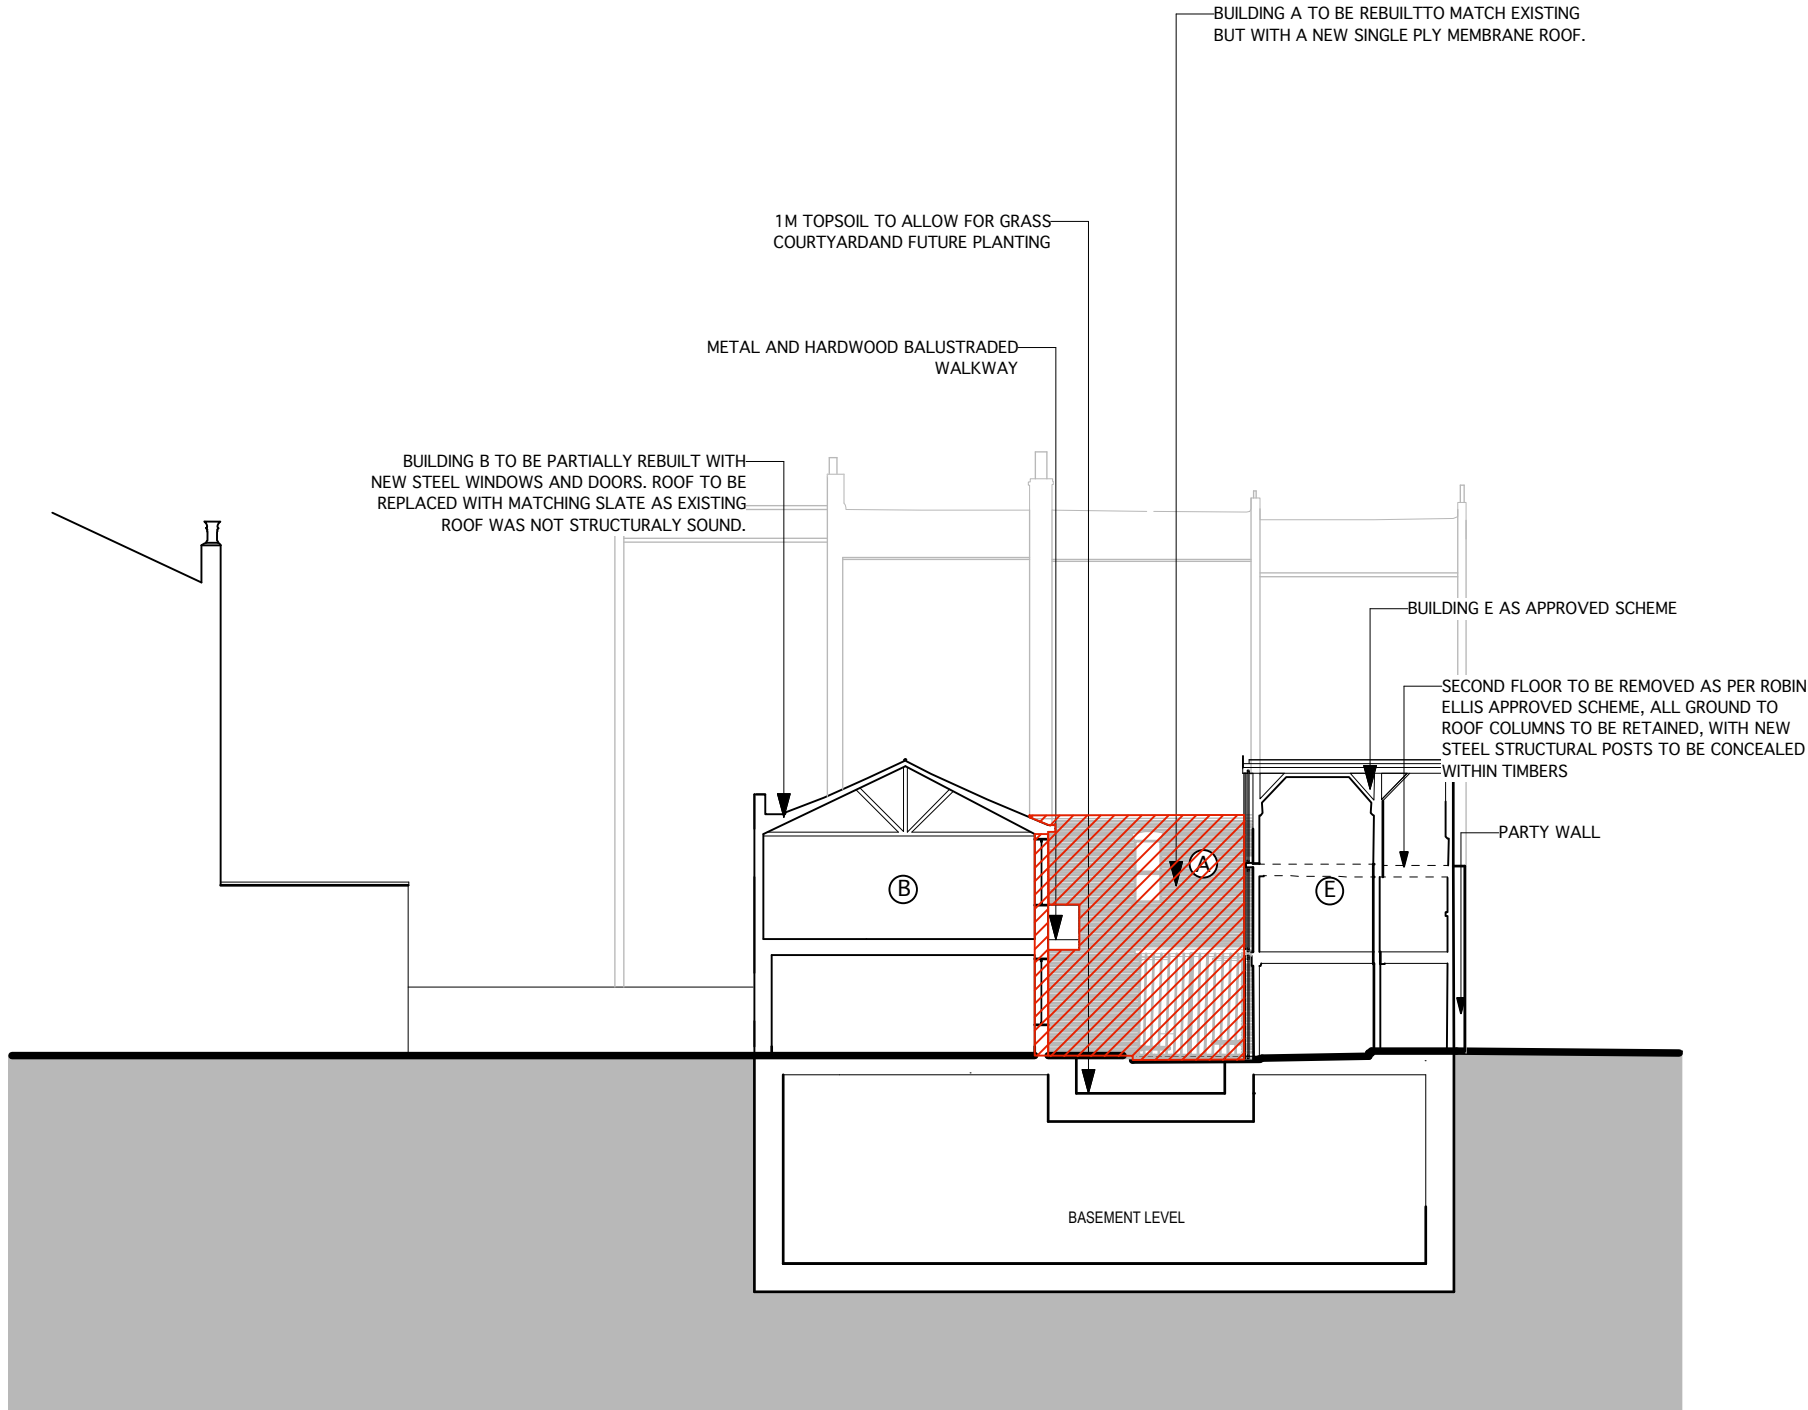 BUILDING A TO BE REBUILTTO MATCH EXISTING
BUT WITH A NEW SINGLE PLY MEMBRANE ROOF.
1M TOPSOIL TO ALLOW FOR GRASS
COURTYARDAND FUTURE PLANTING
METAL AND HARDWOOD BALUSTRADED
WALKWAY
BUILDING B TO BE PARTIALLY REBUILT WITH
NEW STEEL WINDOWS AND DOORS. ROOF TO BE
REPLACED WITH MATCHING SLATE AS EXISTING
ROOF WAS NOT STRUCTURALY SOUND.
BUILDING E AS APPROVED SCHEME
SECOND FLOOR TO BE REMOVED AS PER ROBIN
ELLIS APPROVED SCHEME, ALL GROUND TO
ROOF COLUMNS TO BE RETAINED, WITH NEW
STEEL STRUCTURAL POSTS TO BE CONCEALED
WITHIN TIMBERS
PARTY WALL
B
A
E
BASEMENT LEVEL